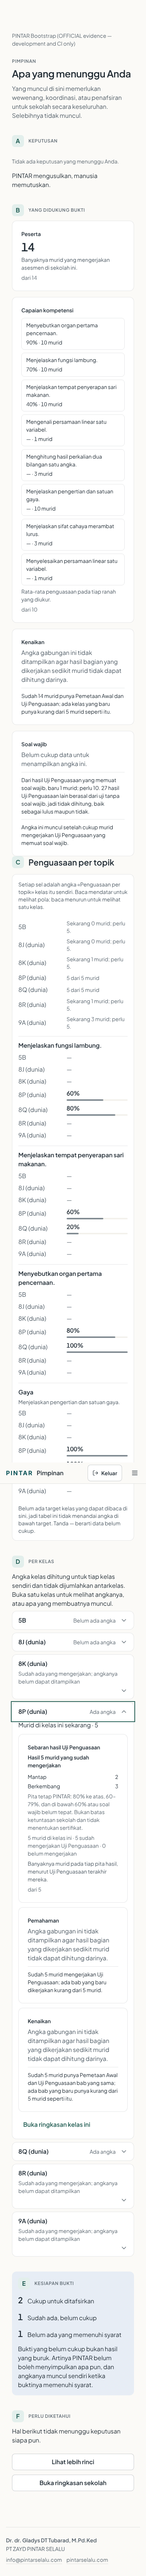 PINTAR Bootstrap (OFFICIAL evidence —
development and CI only)
PIMPINAN
Apa yang menunggu Anda
Yang muncul di sini memerlukan
wewenang, koordinasi, atau penafsiran
untuk sekolah secara keseluruhan.
Selebihnya tidak muncul.
A KEPUTUSAN
Tidak ada keputusan yang menunggu Anda.
PINTAR mengusulkan, manusia
memutuskan.
B YANG DIDUKUNG BUKTI
Peserta
14
Banyaknya murid yang mengerjakan
asesmen di sekolah ini.
dari 14
Capaian kompetensi
Menyebutkan organ pertama
pencernaan.
90% · 10 murid
Menjelaskan fungsi lambung.
70% · 10 murid
Menjelaskan tempat penyerapan sari
makanan.
40% · 10 murid
Mengenali persamaan linear satu
variabel.
— · 1 murid
Menghitung hasil perkalian dua
bilangan satu angka.
— · 3 murid
Menjelaskan pengertian dan satuan
gaya.
— · 10 murid
Menjelaskan sifat cahaya merambat
lurus.
— · 3 murid
Menyelesaikan persamaan linear satu
variabel.
— · 1 murid
Rata-rata penguasaan pada tiap ranah
yang diukur.
dari 10
Kenaikan
Angka gabungan ini tidak
ditampilkan agar hasil bagian yang
dikerjakan sedikit murid tidak dapat
dihitung darinya.
Sudah 14 murid punya Pemetaan Awal dan
Uji Penguasaan; ada kelas yang baru
punya kurang dari 5 murid seperti itu.
Soal wajib
Belum cukup data untuk
menampilkan angka ini.
Dari hasil Uji Penguasaan yang memuat
soal wajib, baru 1 murid; perlu 10. 27 hasil
Uji Penguasaan lain berasal dari uji tanpa
soal wajib, jadi tidak dihitung, baik
sebagai lulus maupun tidak.
Angka ini muncul setelah cukup murid
mengerjakan Uji Penguasaan yang
memuat soal wajib.
C Penguasaan per topik
Setiap sel adalah angka «Penguasaan per
topik» kelas itu sendiri. Baca mendatar untuk
melihat pola; baca menurun untuk melihat
satu kelas.
5B Sekarang 0 murid; perlu
5.
8J (dunia) Sekarang 0 murid; perlu
5.
8K (dunia) Sekarang 1 murid; perlu
5.
8P (dunia) 5 dari 5 murid
8Q (dunia) 5 dari 5 murid
8R (dunia) Sekarang 1 murid; perlu
5.
9A (dunia) Sekarang 3 murid; perlu
5.
Menjelaskan fungsi lambung.
5B —
8J (dunia) —
8K (dunia) —
8P (dunia) 60%
8Q (dunia) 80%
8R (dunia) —
9A (dunia) —
Menjelaskan tempat penyerapan sari
makanan.
5B —
8J (dunia) —
8K (dunia) —
8P (dunia) 60%
8Q (dunia) 20%
8R (dunia) —
9A (dunia) —
Menyebutkan organ pertama
pencernaan.
5B —
8J (dunia) —
8K (dunia) —
8P (dunia) 80%
8Q (dunia) 100%
8R (dunia) —
9A (dunia) —
Gaya
Menjelaskan pengertian dan satuan gaya.
5B —
8J (dunia) —
8K (dunia) —
8P (dunia) 100%
PINTAR Pimpinan Keluar
9A (dunia) —
Belum ada target kelas yang dapat dibaca di
sini, jadi tabel ini tidak menandai angka di
bawah target. Tanda — berarti data belum
cukup.
D PER KELAS
Angka kelas dihitung untuk tiap kelas
sendiri dan tidak dijumlahkan antarkelas.
Buka satu kelas untuk melihat angkanya,
atau apa yang membuatnya muncul.
5B Belum ada angka
8J (dunia) Belum ada angka
8K (dunia)
Sudah ada yang mengerjakan; angkanya
belum dapat ditampilkan
8P (dunia) Ada angka
Murid di kelas ini sekarang · 5
Sebaran hasil Uji Penguasaan
Hasil 5 murid yang sudah
mengerjakan
Mantap 2
Berkembang 3
Pita tetap PINTAR: 80% ke atas, 60–
79%, dan di bawah 60% atau soal
wajib belum tepat. Bukan batas
ketuntasan sekolah dan tidak
menentukan sertifikat.
5 murid di kelas ini · 5 sudah
mengerjakan Uji Penguasaan · 0
belum mengerjakan
Banyaknya murid pada tiap pita hasil,
menurut Uji Penguasaan terakhir
mereka.
dari 5
Pemahaman
Angka gabungan ini tidak
ditampilkan agar hasil bagian yang
dikerjakan sedikit murid tidak dapat
dihitung darinya.
Sudah 5 murid mengerjakan Uji
Penguasaan; ada bab yang baru
dikerjakan kurang dari 5 murid.
Kenaikan
Angka gabungan ini tidak
ditampilkan agar hasil bagian yang
dikerjakan sedikit murid tidak dapat
dihitung darinya.
Sudah 5 murid punya Pemetaan Awal
dan Uji Penguasaan bab yang sama;
ada bab yang baru punya kurang dari
5 murid seperti itu.
Buka ringkasan kelas ini
8Q (dunia) Ada angka
8R (dunia)
Sudah ada yang mengerjakan; angkanya
belum dapat ditampilkan
9A (dunia)
Sudah ada yang mengerjakan; angkanya
belum dapat ditampilkan
E KESIAPAN BUKTI
2 Cukup untuk ditafsirkan
1 Sudah ada, belum cukup
1 Belum ada yang memenuhi syarat
Bukti yang belum cukup bukan hasil
yang buruk. Artinya PINTAR belum
boleh menyimpulkan apa pun, dan
angkanya muncul sendiri ketika
buktinya memenuhi syarat.
F PERLU DIKETAHUI
Hal berikut tidak menunggu keputusan
siapa pun.
Lihat lebih rinci
Buka ringkasan sekolah
Dr. dr. Gladys DT Tubarad, M.Pd.Ked
PT ZAYD PINTAR SELALU
info@pintarselalu.com pintarselalu.com